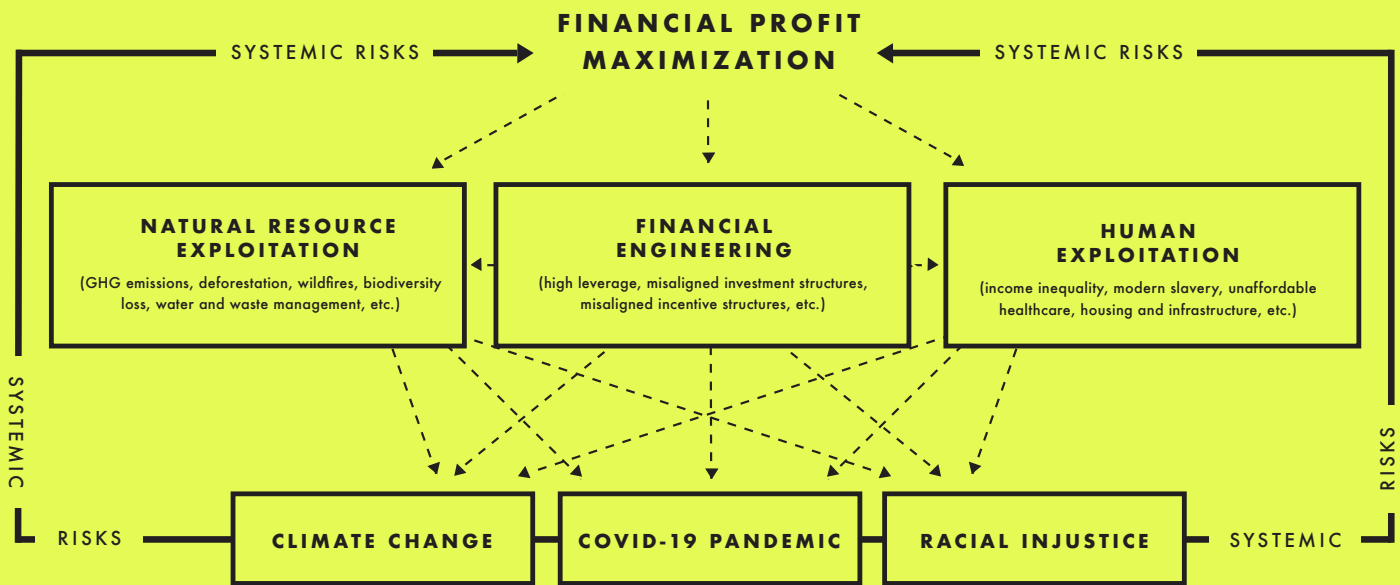 FINANCIAL PROFIT
MAXIMIZATION
SYSTEMIC RISKS
SYSTEMIC RISKS
NATURAL RESOURCE
EXPLOITATION
(GHG emissions, deforestation, wildfires, biodiversity
loss, water and waste management, etc.)
FINANCIAL
ENGINEERING
(high leverage, misaligned investment structures,
misaligned incentive structures, etc.)
HUMAN
EXPLOITATION
(income inequality, modern slavery, unaffordable
healthcare, housing and infrastructure, etc.)
SYSTEMIC
RISKS
RISKS
CLIMATE CHANGE
COVID-19 PANDEMIC
RACIAL INJUSTICE
SYSTEMIC